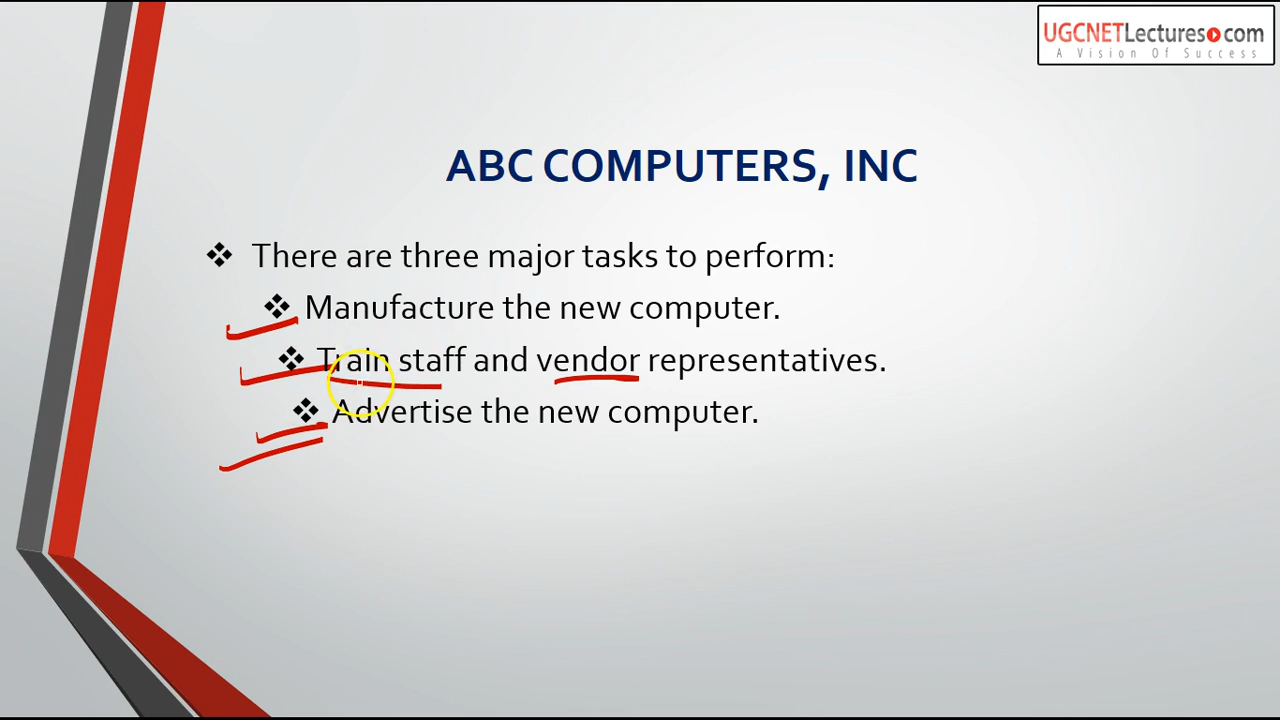 UGCNETLectures.com
A Vision Of Success
ABC COMPUTERS, INC
There are three major tasks to perform:
Manufacture the new computer.
Train staff and vendor representatives.
Advertise the new computer.